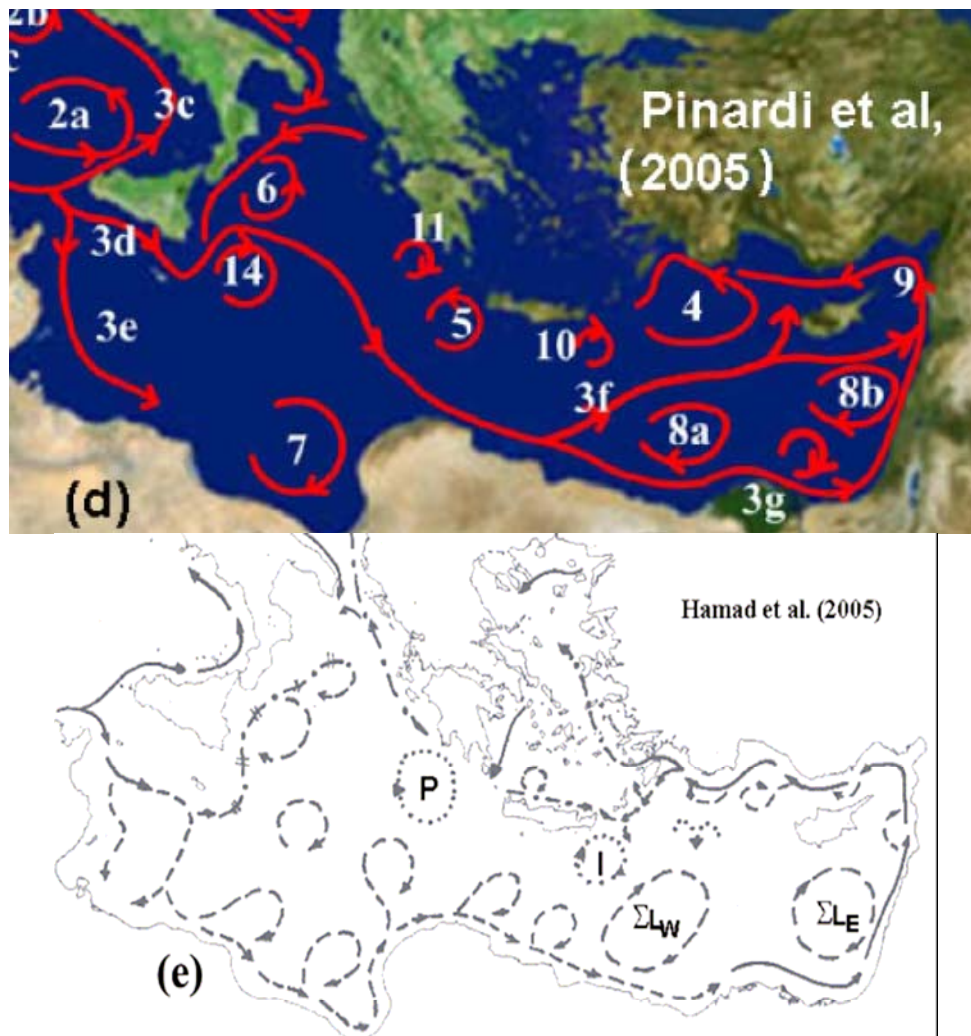 2b
c
2a
3c
Pinardi et al,
(2005)
6
3d
11
14
9
4
3e
5
10
3f
8b
7
8a
(d)
3g
Hamad et al. (2005)
P
I
ΣLW
ΣLE
(e)